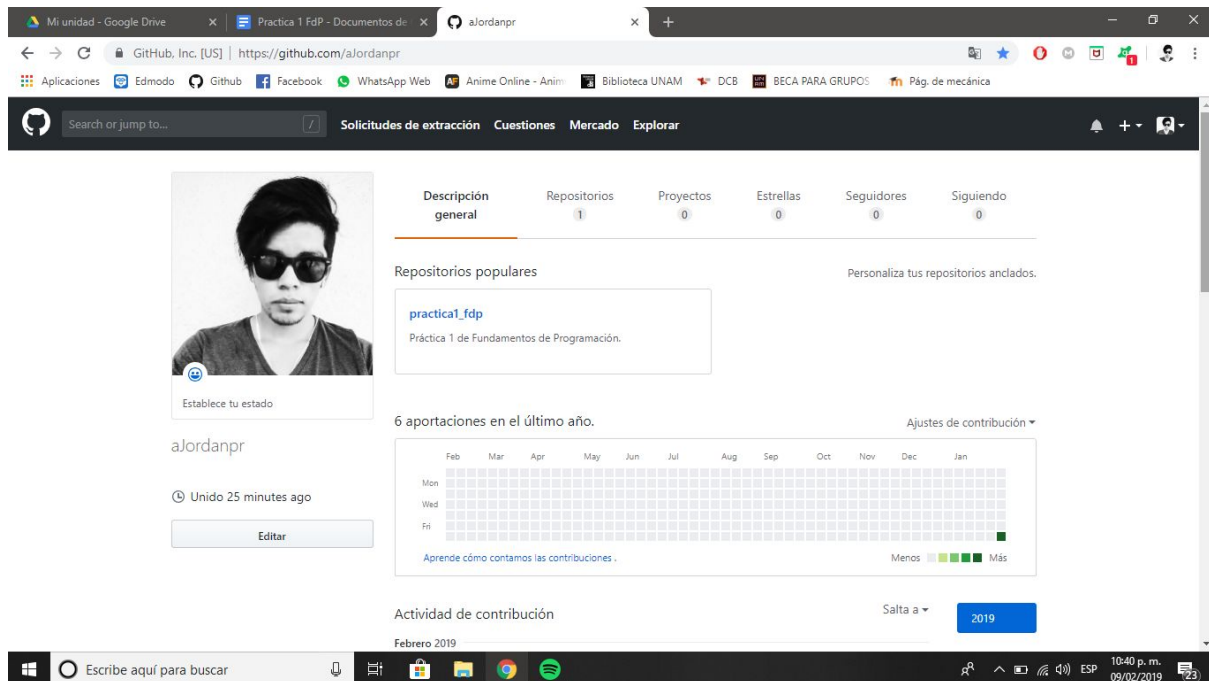 Mi unidad - Google Drive
Practica 1 FdP - Documentos de
aJordanpr
GitHub, Inc. [US] | https://github.com/aJordanpr
Aplicaciones Edmodo Github Facebook WhatsApp Web Anime Online - Anim Biblioteca UNAM DCB BECA PARA GRUPOS Pág. de mecánica
Search or jump to... / Solicitudes de extracción Cuestiones Mercado Explorar
Descripción general
Repositorios 1
Proyectos 0
Estrellas 0
Seguidores 0
Siguiendo 0
Establece tu estado
aJordanpr
Unido 25 minutes ago
Editar
Repositorios populares
Personaliza tus repositorios anclados.
practica1_fdp
Práctica 1 de Fundamentos de Programación.
6 aportaciones en el último año.
Ajustes de contribución
Feb Mar Apr May Jun Jul Aug Sep Oct Nov Dec Jan
Mon
Wed
Fri
Aprende cómo contamos las contribuciones .
Menos Más
Actividad de contribución
Salta a
2019
Febrero 2019
Escribe aquí para buscar
ESP
10:40 p. m.
09/02/2019
23